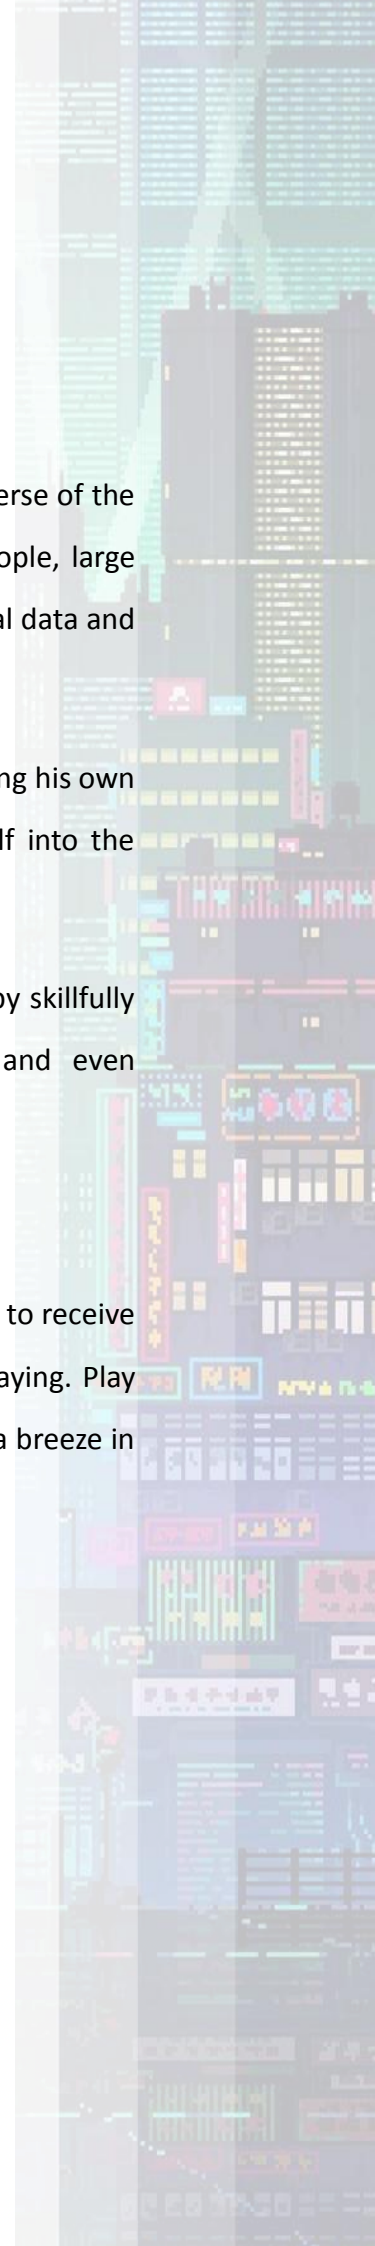 erse of the
ople, large
al data and
ng his own
lf into the
by skillfully
and even
to receive
aying. Play
a breeze in